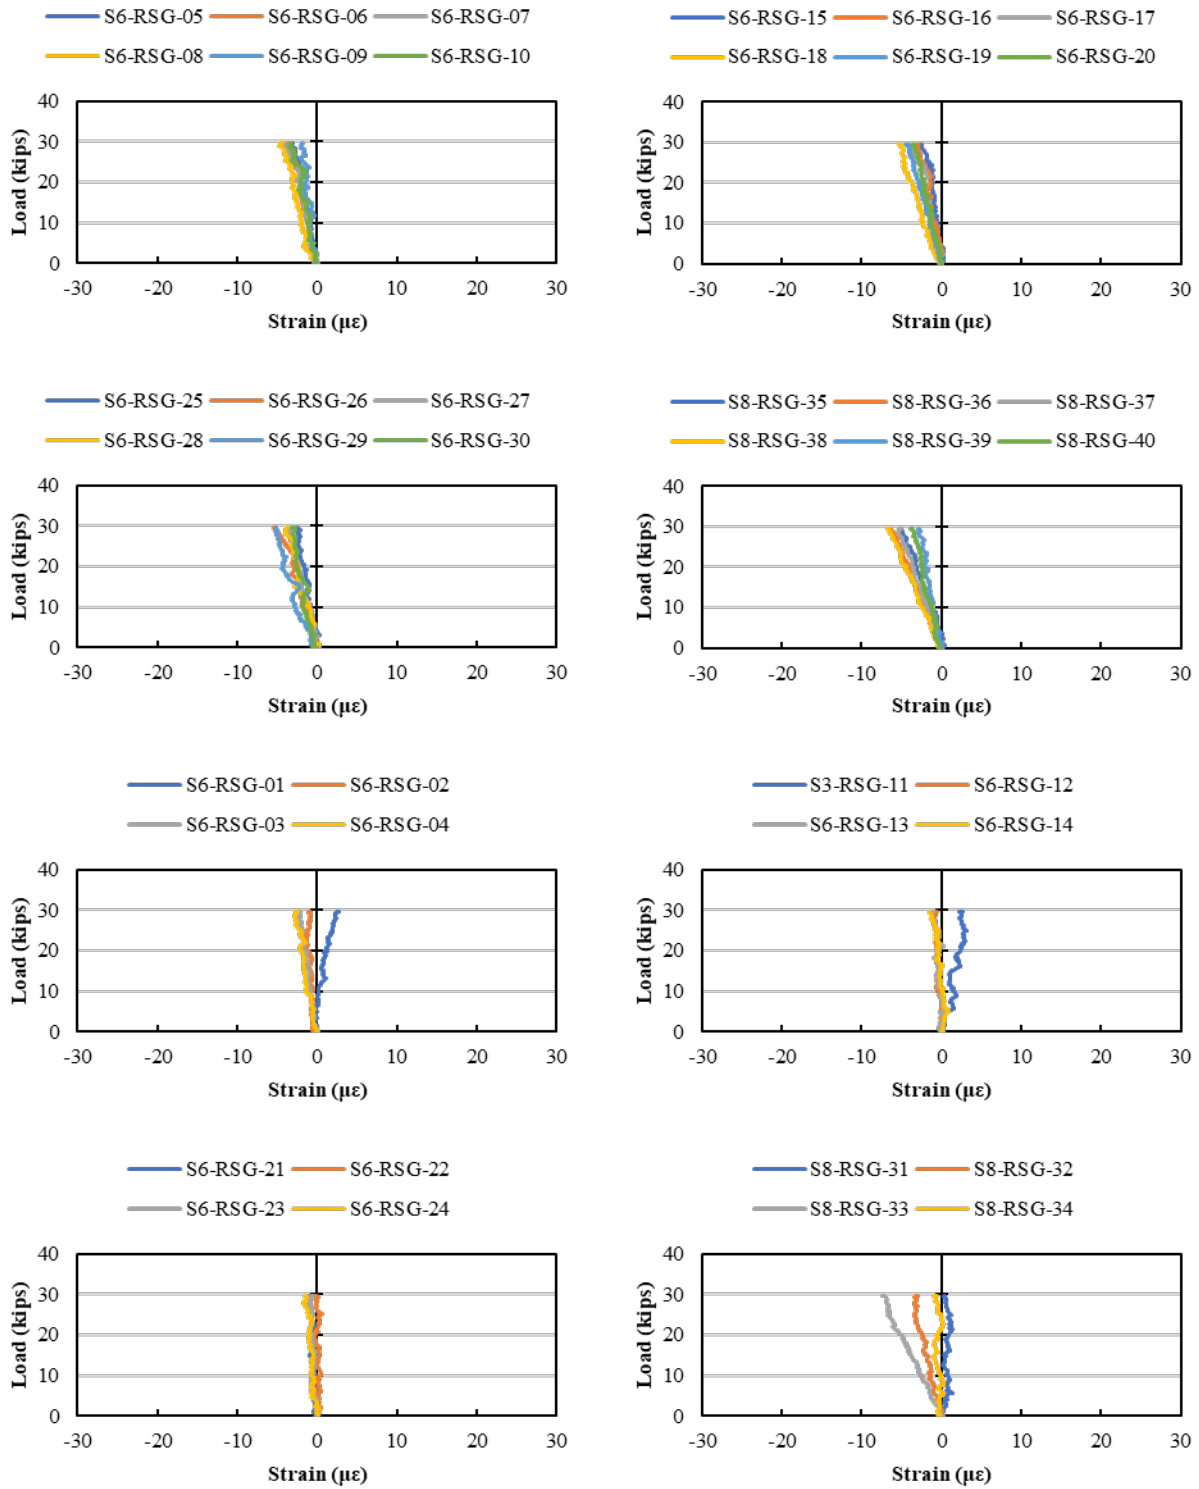 S6-RSG-05 S6-RSG-06 S6-RSG-07
S6-RSG-08 S6-RSG-09 S6-RSG-10
40
30
20
10
0
Load (kips)
-30 -20 -10 0 10 20 30
Strain (με)
S6-RSG-15 S6-RSG-16 S6-RSG-17
S6-RSG-18 S6-RSG-19 S6-RSG-20
40
30
20
10
0
Load (kips)
-30 -20 -10 0 10 20 30
Strain (με)
S6-RSG-25 S6-RSG-26 S6-RSG-27
S6-RSG-28 S6-RSG-29 S6-RSG-30
40
30
20
10
0
Load (kips)
-30 -20 -10 0 10 20 30
Strain (με)
S8-RSG-35 S8-RSG-36 S8-RSG-37
S8-RSG-38 S8-RSG-39 S8-RSG-40
40
30
20
10
0
Load (kips)
-30 -20 -10 0 10 20 30
Strain (με)
S6-RSG-01 S6-RSG-02
S6-RSG-03 S6-RSG-04
40
30
20
10
0
Load (kips)
-30 -20 -10 0 10 20 30
Strain (με)
S3-RSG-11 S6-RSG-12
S6-RSG-13 S6-RSG-14
40
30
20
10
0
Load (kips)
-30 -20 -10 0 10 20 30
Strain (με)
S6-RSG-21 S6-RSG-22
S6-RSG-23 S6-RSG-24
40
30
20
10
0
Load (kips)
-30 -20 -10 0 10 20 30
Strain (με)
S8-RSG-31 S8-RSG-32
S8-RSG-33 S8-RSG-34
40
30
20
10
0
Load (kips)
-30 -20 -10 0 10 20 30
Strain (με)